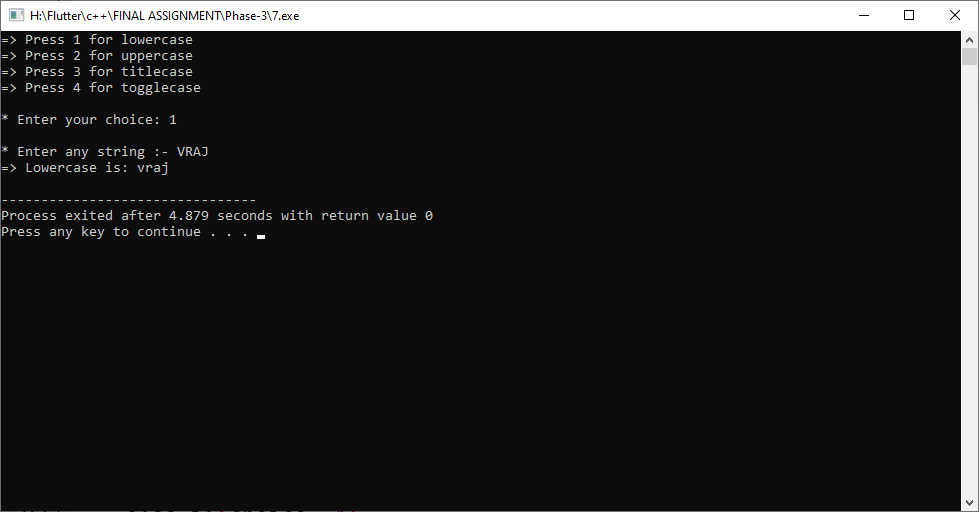 H:\Flutter\c++\FINAL ASSIGNMENT\Phase-3\7.exe
=> Press 1 for lowercase
=> Press 2 for uppercase
=> Press 3 for titlecase
=> Press 4 for togglecase
* Enter your choice: 1
* Enter any string :- VRAJ
=> Lowercase is: vraj
--------------------------------
Process exited after 4.879 seconds with return value 0
Press any key to continue . . .